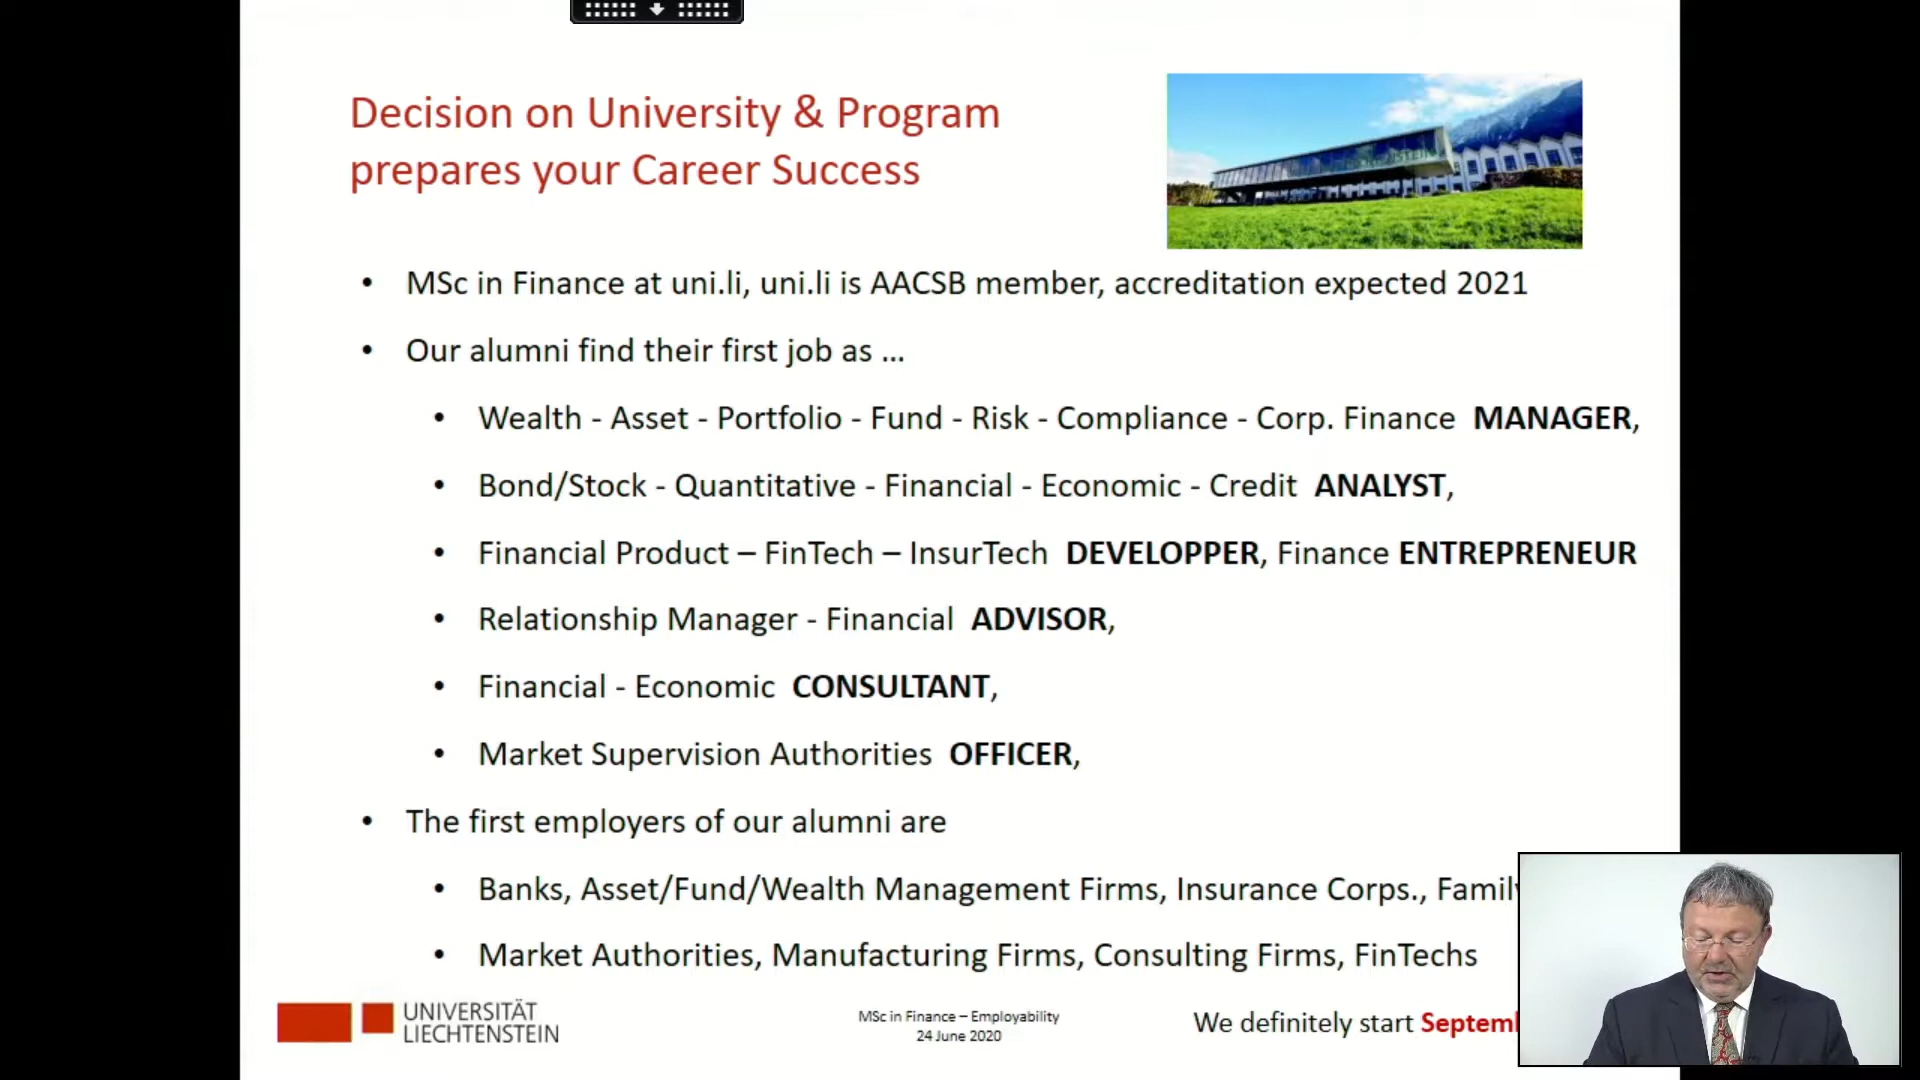 Decision on University & Program
prepares your Career Success
• MSc in Finance at uni.li, uni.li is AACSB member, accreditation expected 2021
• Our alumni find their first job as ...
• Wealth - Asset - Portfolio - Fund - Risk - Compliance - Corp. Finance MANAGER,
• Bond/Stock - Quantitative - Financial - Economic - Credit ANALYST,
• Financial Product – FinTech – InsurTech DEVELOPPER, Finance ENTREPRENEUR
• Relationship Manager - Financial ADVISOR,
• Financial - Economic CONSULTANT,
• Market Supervision Authorities OFFICER,
• The first employers of our alumni are
• Banks, Asset/Fund/Wealth Management Firms, Insurance Corps., Family
• Market Authorities, Manufacturing Firms, Consulting Firms, FinTechs
UNIVERSITÄT
LIECHTENSTEIN
MSc in Finance – Employability
24 June 2020
We definitely start